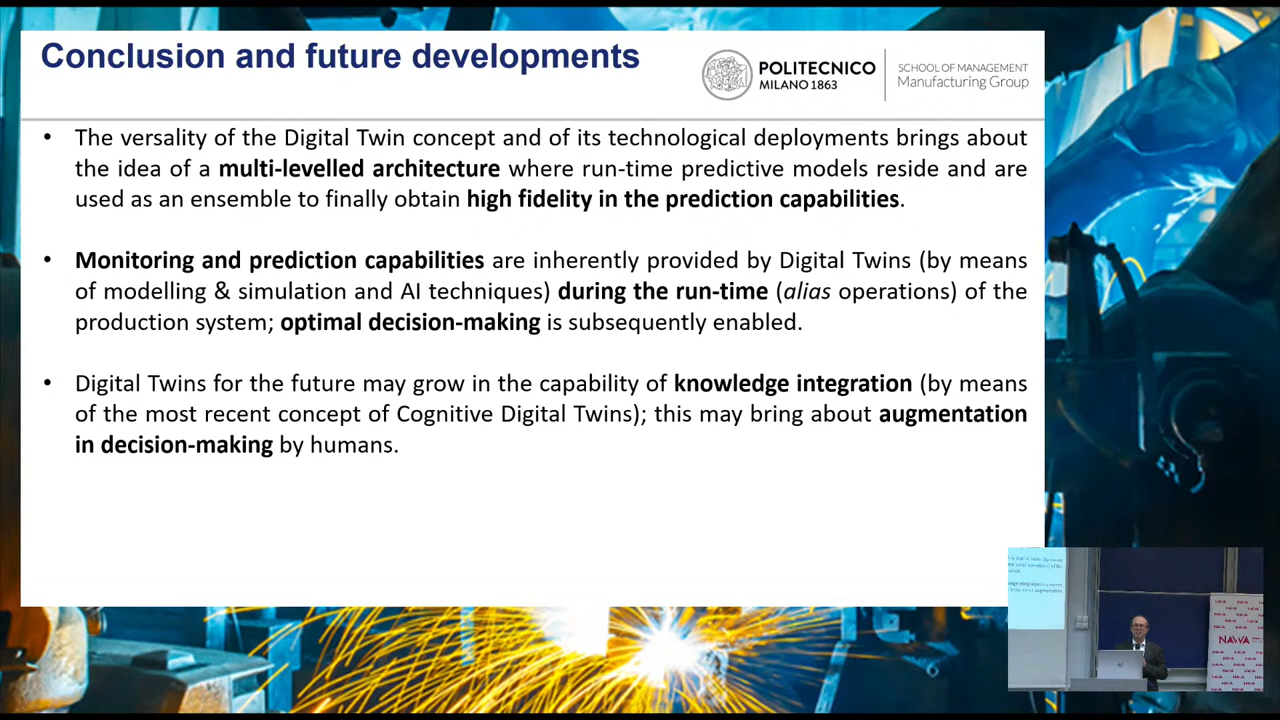 Conclusion and future developments
POLITECNICO
MILANO 1863
SCHOOL OF MANAGEMENT
Manufacturing Group
• The versality of the Digital Twin concept and of its technological deployments brings about
the idea of a multi-levelled architecture where run-time predictive models reside and are
used as an ensemble to finally obtain high fidelity in the prediction capabilities.
• Monitoring and prediction capabilities are inherently provided by Digital Twins (by means
of modelling & simulation and AI techniques) during the run-time (alias operations) of the
production system; optimal decision-making is subsequently enabled.
• Digital Twins for the future may grow in the capability of knowledge integration (by means
of the most recent concept of Cognitive Digital Twins); this may bring about augmentation
in decision-making by humans.
NAWA